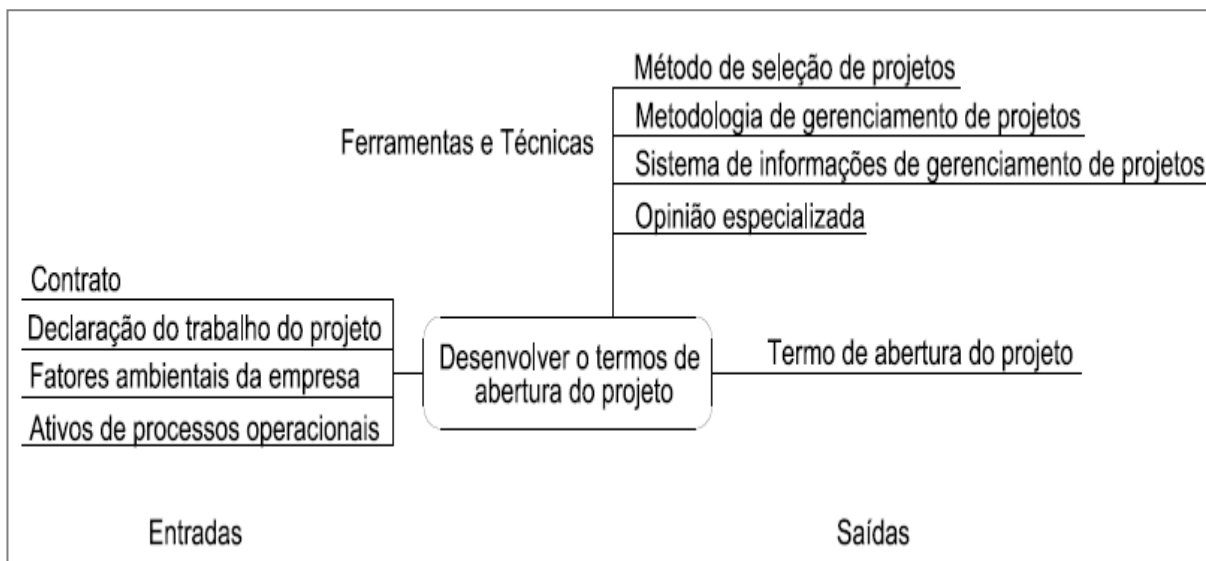 Método de seleção de projetos
Metodologia de gerenciamento de projetos
Ferramentas e Técnicas
Sistema de informações de gerenciamento de projetos
Opinião especializada
Contrato
Declaração do trabalho do projeto
Fatores ambientais da empresa
Ativos de processos operacionais
Desenvolver o termos de
abertura do projeto
Termo de abertura do projeto
Entradas
Saídas